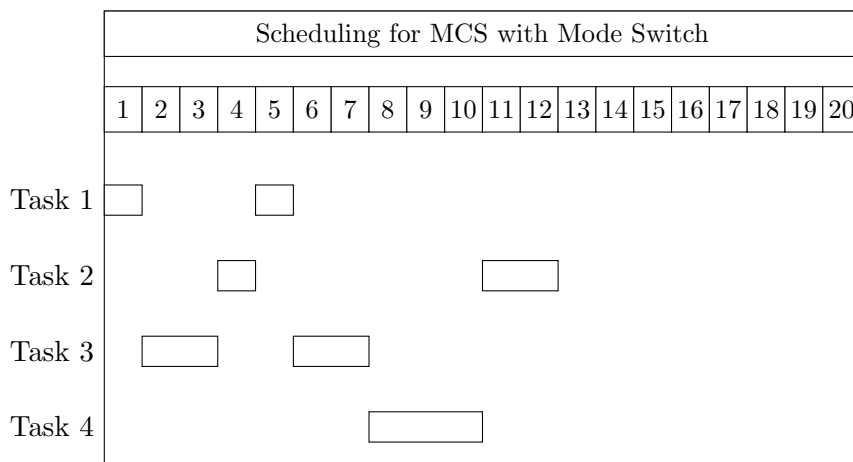 Scheduling for MCS with Mode Switch
1 2 3 4 5 6 7 8 9 10 11 12 13 14 15 16 17 18 19 20
Task 1
Task 2
Task 3
Task 4